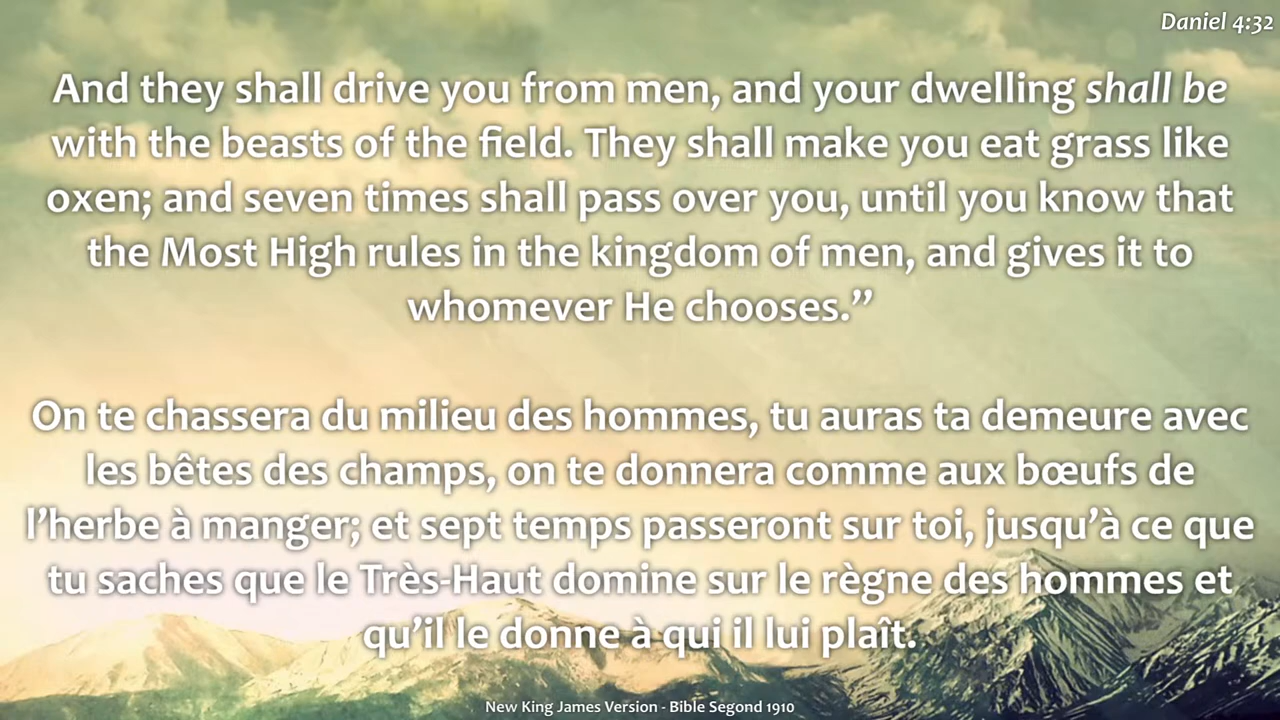 Daniel 4:32
And they shall drive you from men, and your dwelling shall be
with the beasts of the field. They shall make you eat grass like
oxen; and seven times shall pass over you, until you know that
the Most High rules in the kingdom of men, and gives it to
whomever He chooses.”
On te chassera du milieu des hommes, tu auras ta demeure avec
les bêtes des champs, on te donnera comme aux bœufs de
l’herbe à manger; et sept temps passeront sur toi, jusqu’à ce que
tu saches que le Très-Haut domine sur le règne des hommes et
qu’il le donne à qui il lui plaît.
New King James Version - Bible Segond 1910